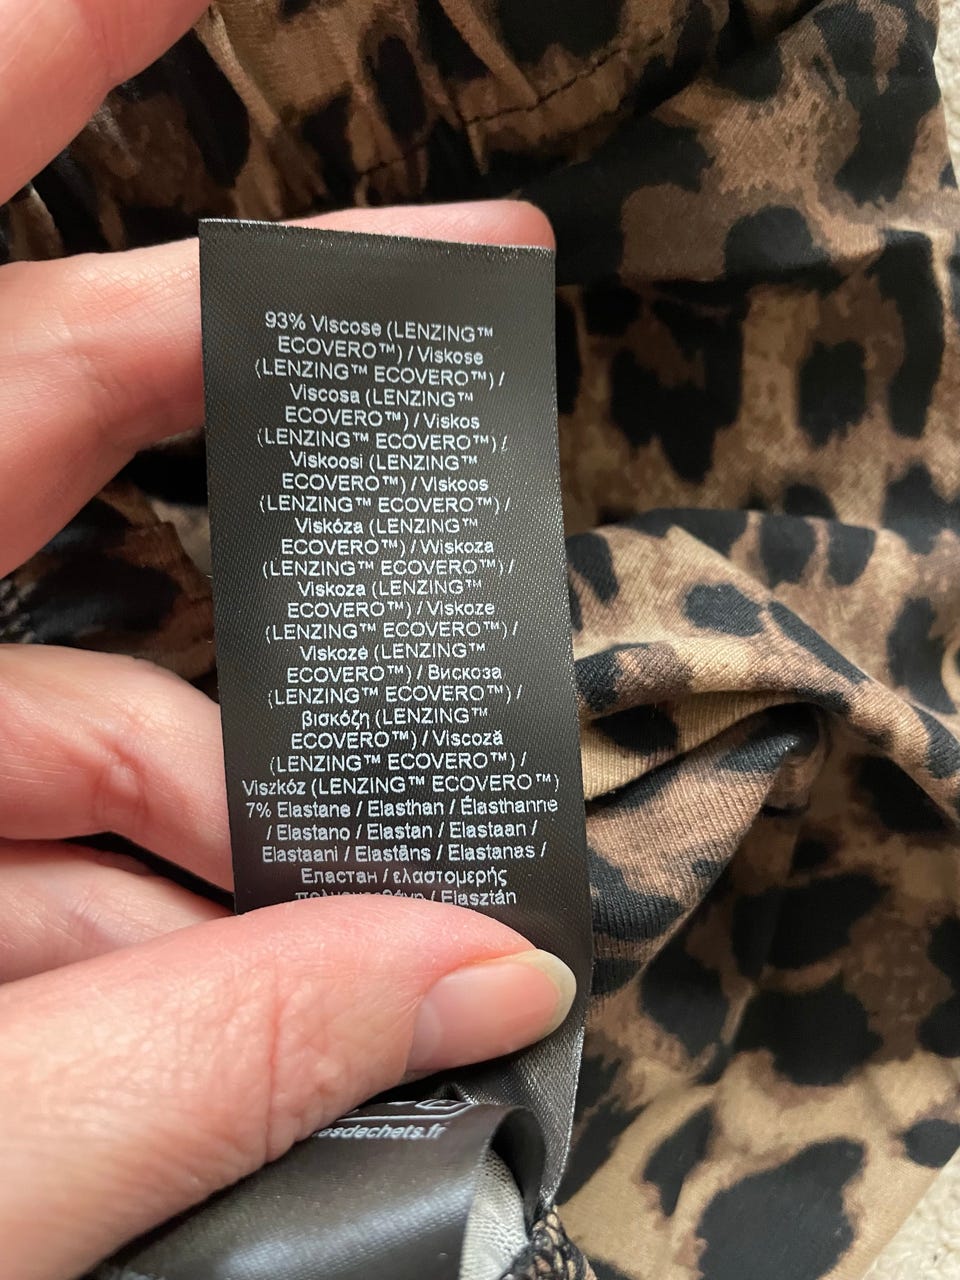 93% Viscose (LENZING™
ECOVERO™) / Viskose
(LENZING™ ECOVERO™) /
Viscosa (LENZING™
ECOVERO™) / Viskos
(LENZING™ ECOVERO™) /
Viskoosi (LENZING™
ECOVERO™) / Viskoos
(LENZING™ ECOVERO™) /
Viskóza (LENZING™
ECOVERO™) / Wiskoza
(LENZING™ ECOVERO™) /
Viskoza (LENZING™
ECOVERO™) / Viskoze
(LENZING™ ECOVERO™) /
Viskozė (LENZING™
ECOVERO™) / Вискоза
(LENZING™ ECOVERO™) /
βισκόζη (LENZING™
ECOVERO™) / Viscoză
(LENZING™ ECOVERO™) /
Viszkóz (LENZING™ ECOVERO™)
7% Elastane / Elasthan / Élasthanne
/ Elastano / Elastan / Elastaan /
Elastaani / Elastāns / Elastanas /
Еластан / ελαστομερής
/ Elasztán